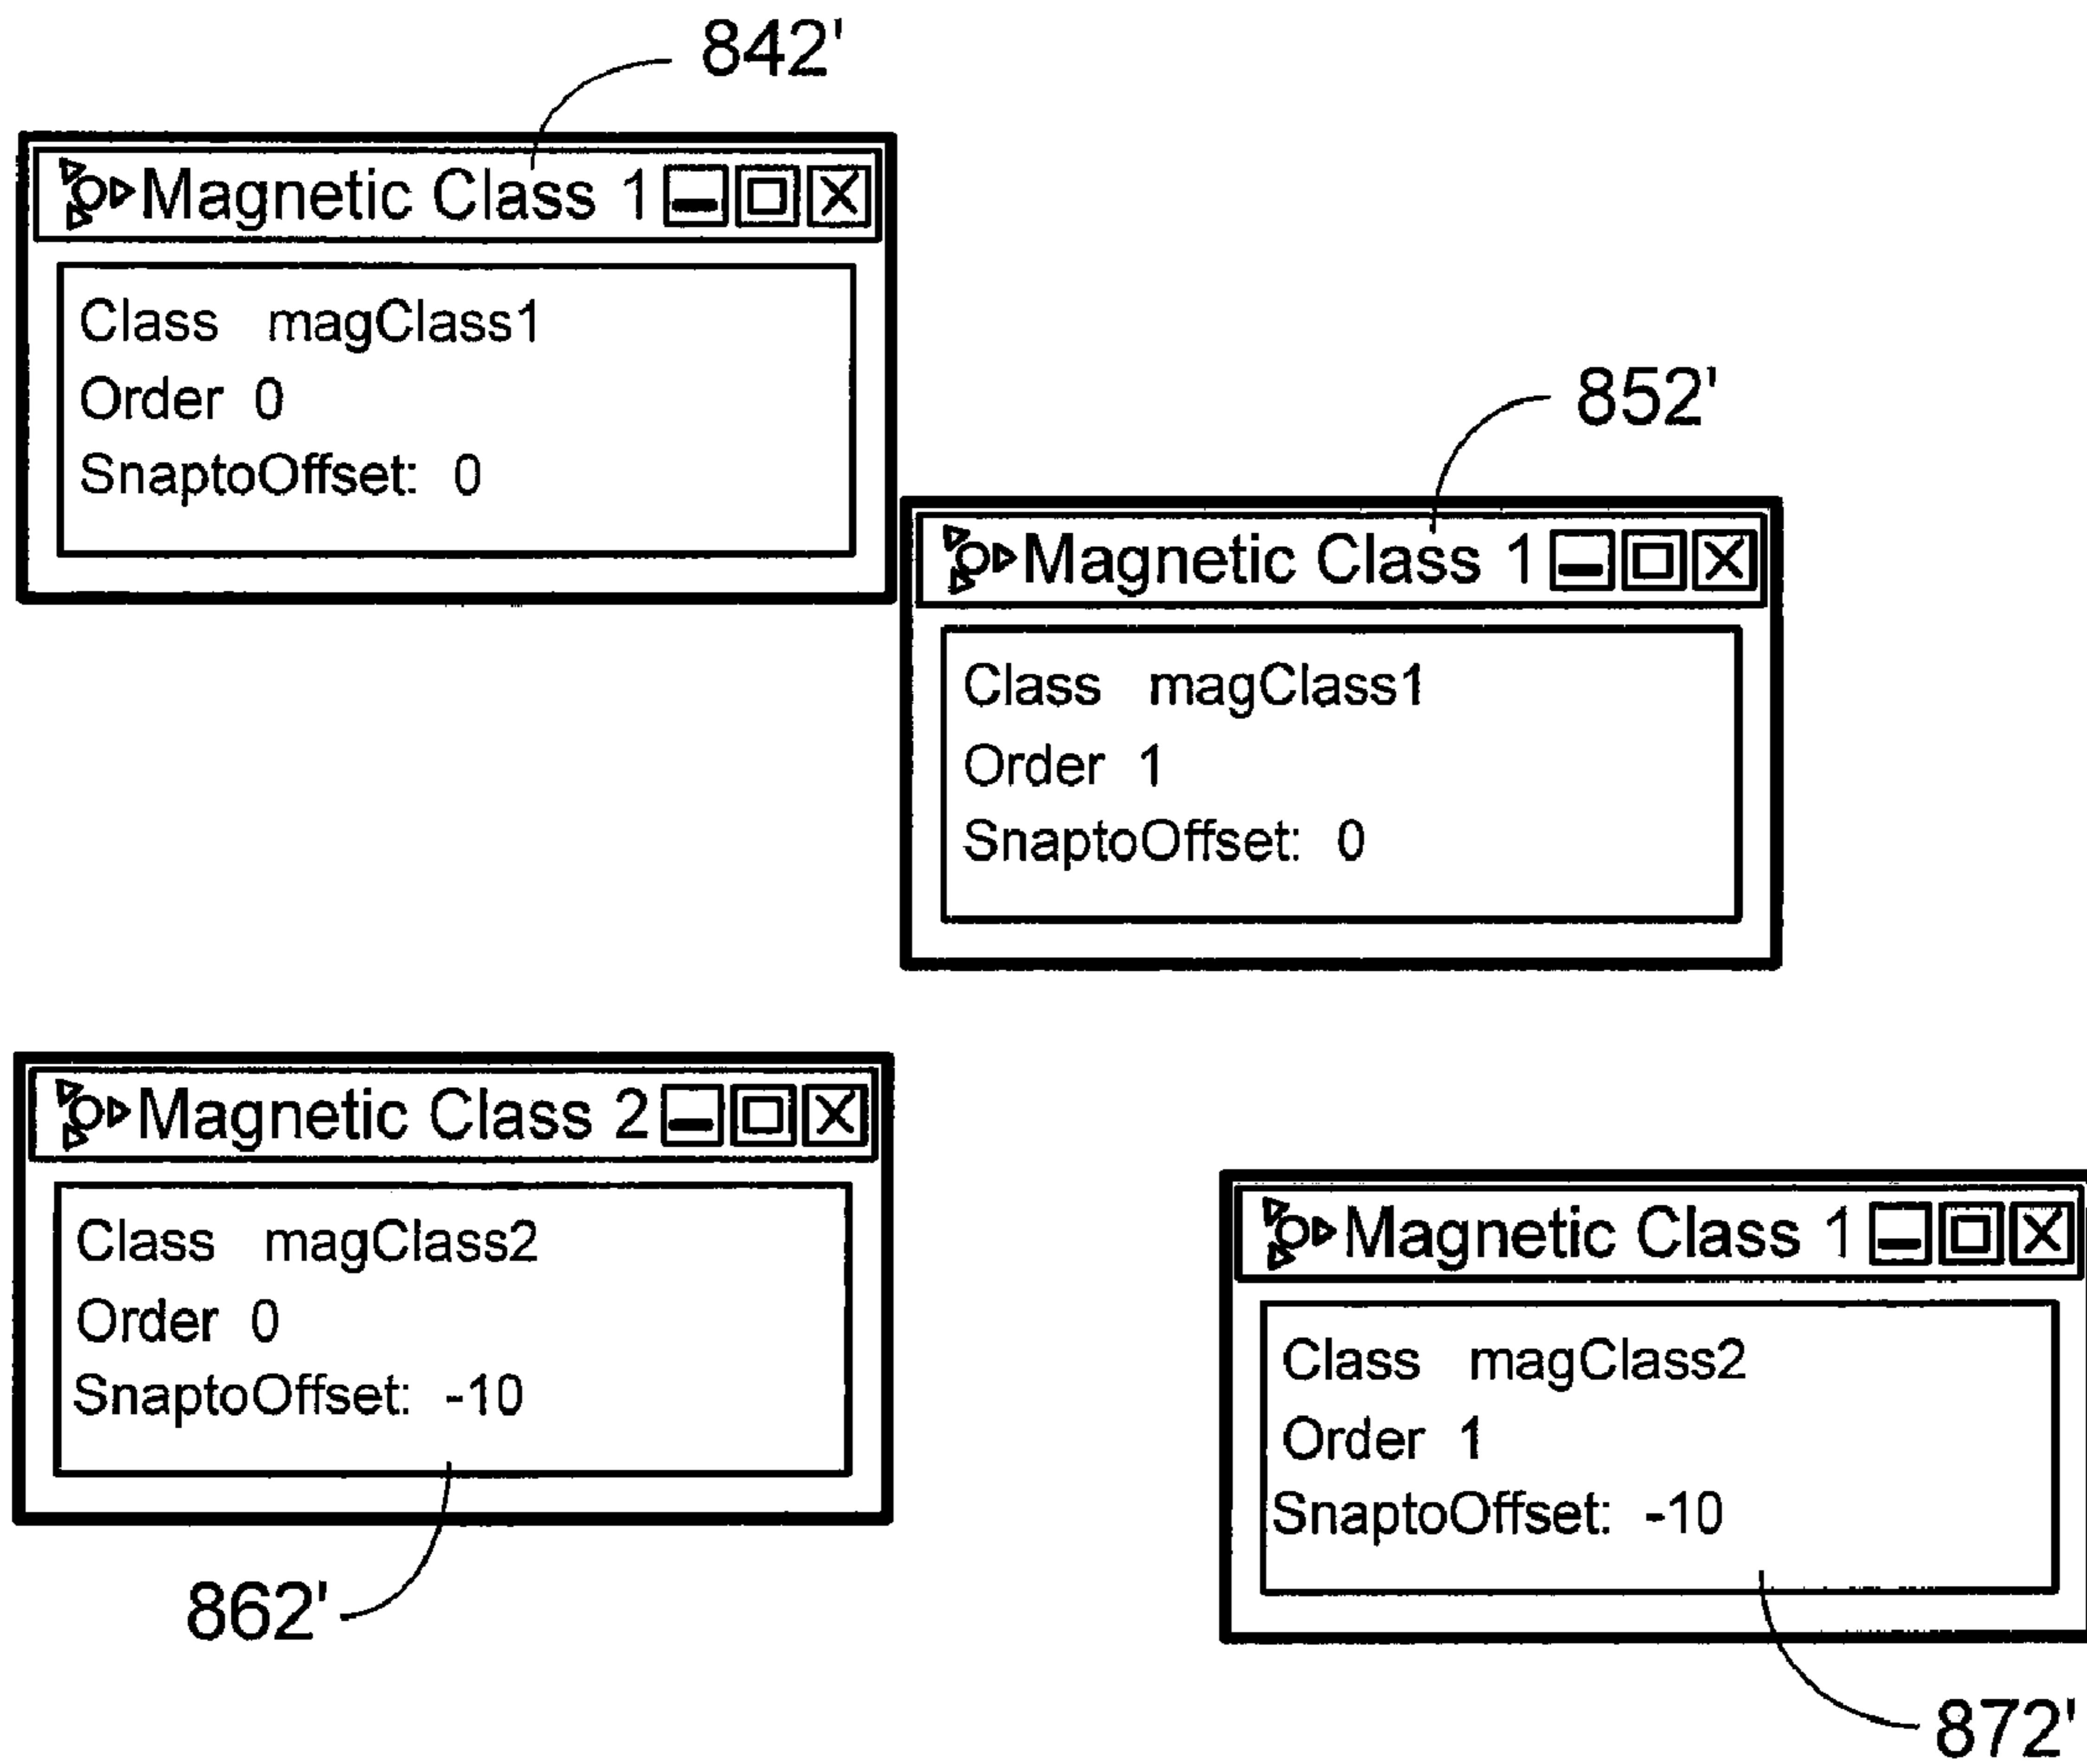 842'
Magnetic Class 1
Class magClass1
Order 0
SnaptoOffset: 0
852'
Magnetic Class 1
Class magClass1
Order 1
SnaptoOffset: 0
Magnetic Class 2
Class magClass2
Order 0
SnaptoOffset: -10
862'
Magnetic Class 1
Class magClass2
Order 1
SnaptoOffset: -10
872'